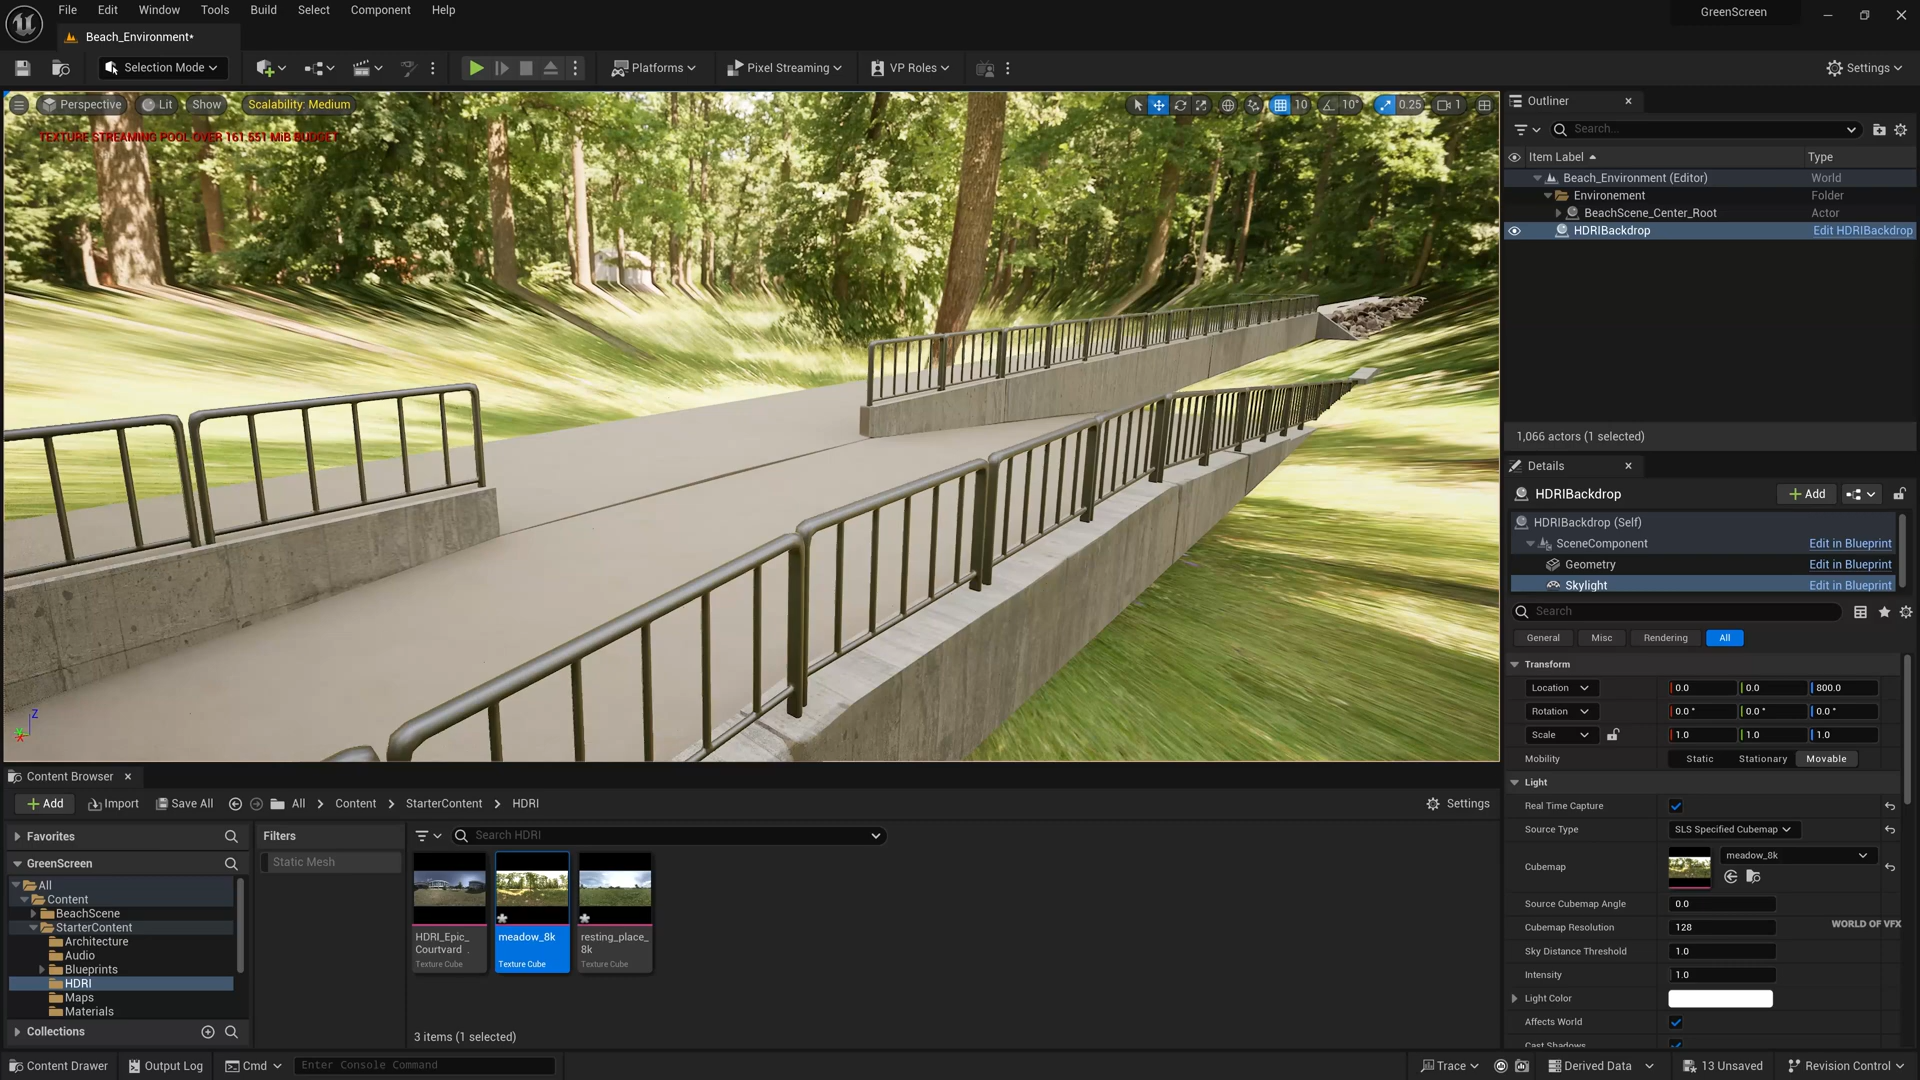 File Edit Window Tools Build Select Component Help
GreenScreen
Beach_Environment*
Selection Mode
Platforms
Pixel Streaming
VP Roles
Settings
Perspective Lit Show Scalability: Medium
10 10° 0.25 1
TEXTURE STREAMING POOL OVER 161.551 MiB BUDGET
Z
Outliner
Search...
Item Label Type
Beach_Environment (Editor) World
Environement Folder
BeachScene_Center_Root Actor
HDRIBackdrop Edit HDRIBackdrop
1,066 actors (1 selected)
Details
HDRIBackdrop
Add
HDRIBackdrop (Self)
SceneComponent Edit in Blueprint
Geometry Edit in Blueprint
Skylight Edit in Blueprint
Search
General Misc Rendering All
Transform
Location 0.0 0.0 800.0
Rotation 0.0 ° 0.0 ° 0.0 °
Scale 1.0 1.0 1.0
Mobility Static Stationary Movable
Light
Real Time Capture
Source Type SLS Specified Cubemap
Cubemap meadow_8k
Source Cubemap Angle 0.0
Cubemap Resolution 128
WORLD OF VFX
Sky Distance Threshold 1.0
Intensity 1.0
Light Color
Affects World
Cast Shadows
Content Browser
Add Import Save All All Content StarterContent HDRI
Settings
Favorites
GreenScreen
All
Content
BeachScene
StarterContent
Architecture
Audio
Blueprints
HDRI
Maps
Materials
Collections
Filters
Static Mesh
Search HDRI
HDRI_Epic_
Courtyard .
Texture Cube
meadow_8k
Texture Cube
resting_place_
8k
Texture Cube
3 items (1 selected)
Content Drawer Output Log Cmd Enter Console Command
Trace Derived Data 13 Unsaved Revision Control